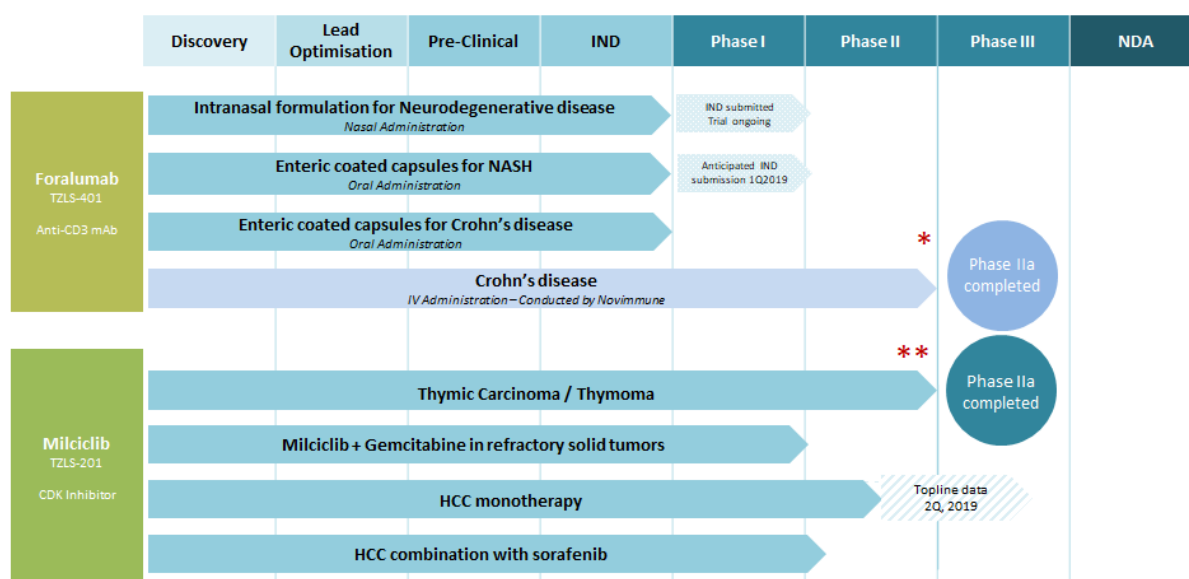 Discovery
Lead
Optimisation
Pre-Clinical
IND
Phase I
Phase II
Phase III
NDA
Foralumab
TZLS-401
Anti-CD3 mAb
Intranasal formulation for Neurodegenerative disease
Nasal Administration
IND submitted
Trial ongoing
Enteric coated capsules for NASH
Oral Administration
Anticipated IND
submission 1Q2019
Enteric coated capsules for Crohn's disease
Oral Administration
*
Crohn's disease
IV Administration – Conducted by Novimmune
Phase IIa
completed
Milciclib
TZLS-201
CDK Inhibitor
**
Thymic Carcinoma / Thymoma
Phase IIa
completed
Milciclib + Gemcitabine in refractory solid tumors
HCC monotherapy
Topline data
2Q, 2019
HCC combination with sorafenib